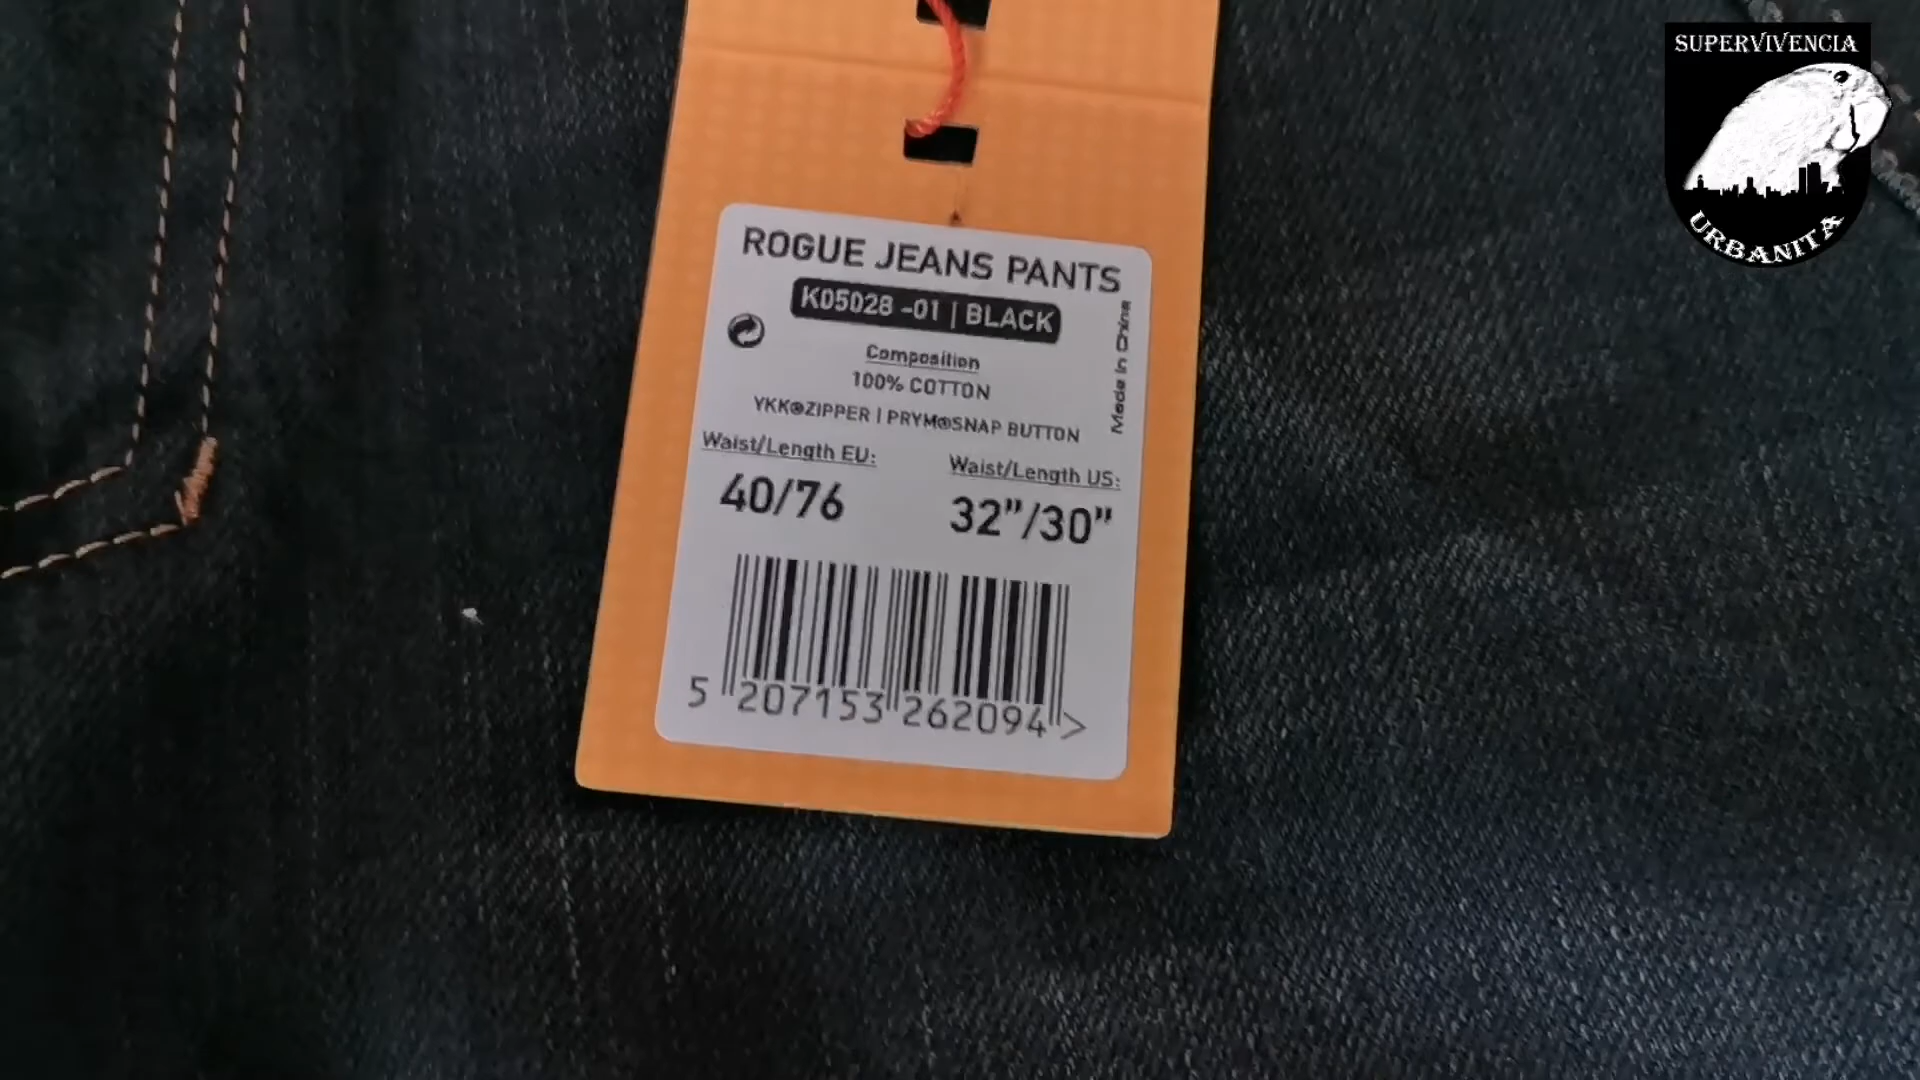 SUPERVIVENCIA
URBANITA
ROGUE JEANS PANTS
K05028 -01 | BLACK
Made in China
Composition
100% COTTON
YKK®ZIPPER | PRYM®SNAP BUTTON
Waist/Length EU:
40/76
Waist/Length US:
32”/30”
5 207153 262094 >